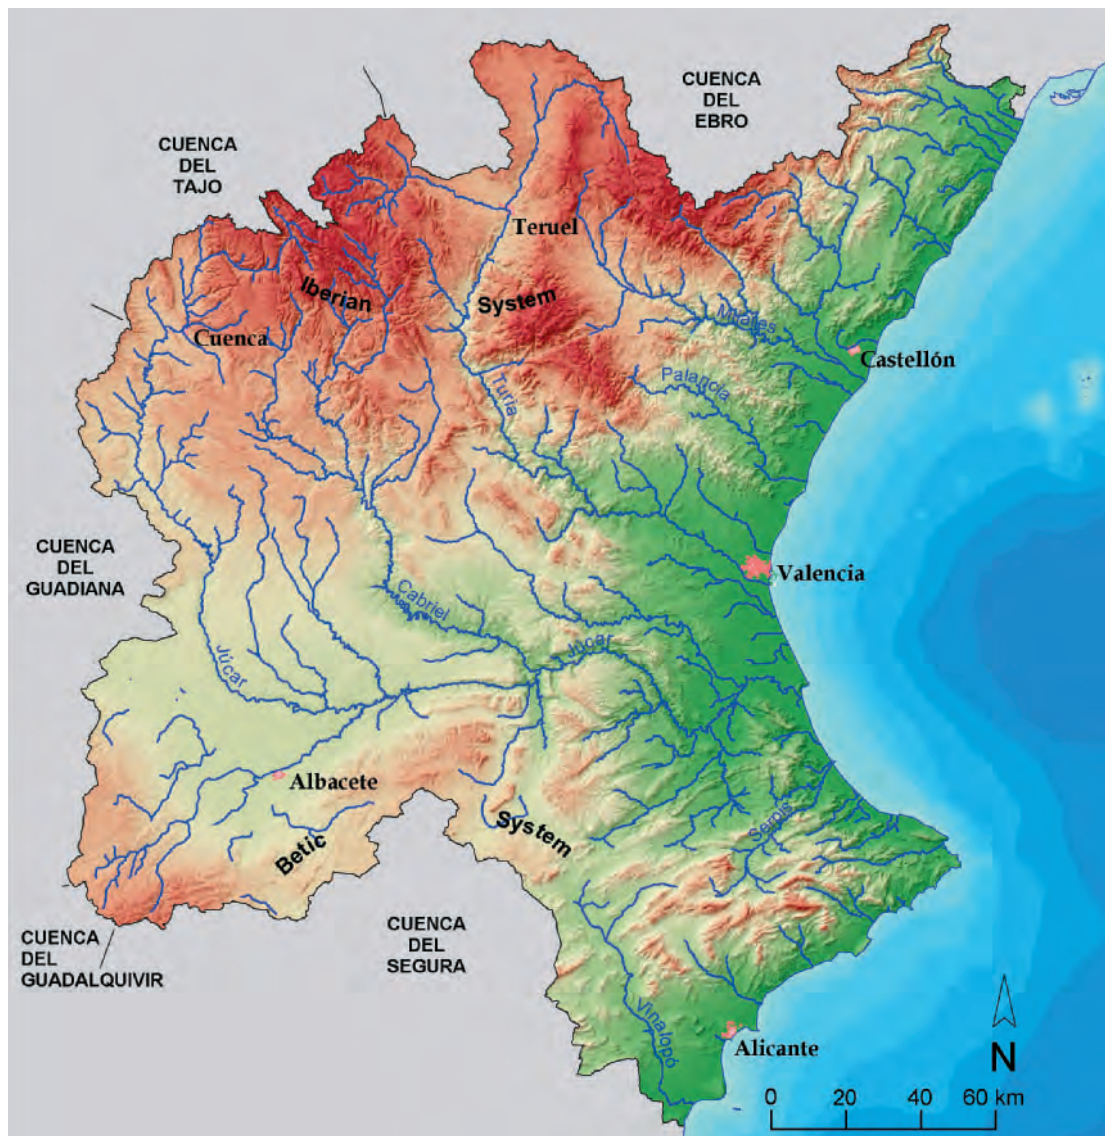 CUENCA
DEL
EBRO
CUENCA
DEL
TAJO
Teruel
Iberian
System
Cuenca
Mijares
Castellón
Palancia
Turia
CUENCA
DEL
GUADIANA
Valencia
Cabriel
Júcar
Júcar
Albacete
Serpis
System
Betic
CUENCA
DEL
GUADALQUIVIR
CUENCA
DEL
SEGURA
Vinalopó
Alicante
N
0 20 40 60 km